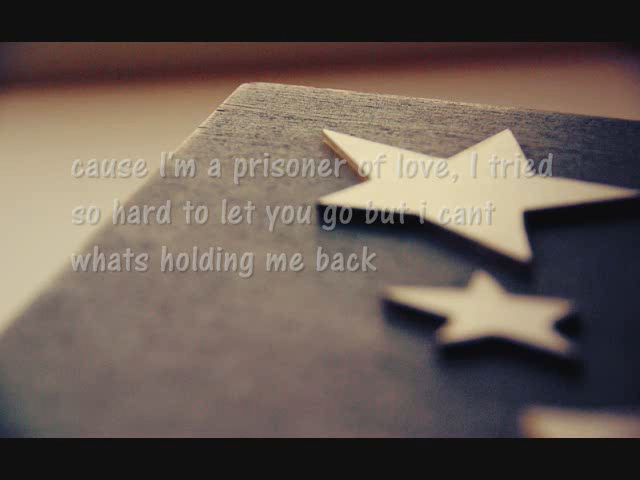 cause I'm a prisoner of love, I tried
so hard to let you go but i cant
whats holding me back